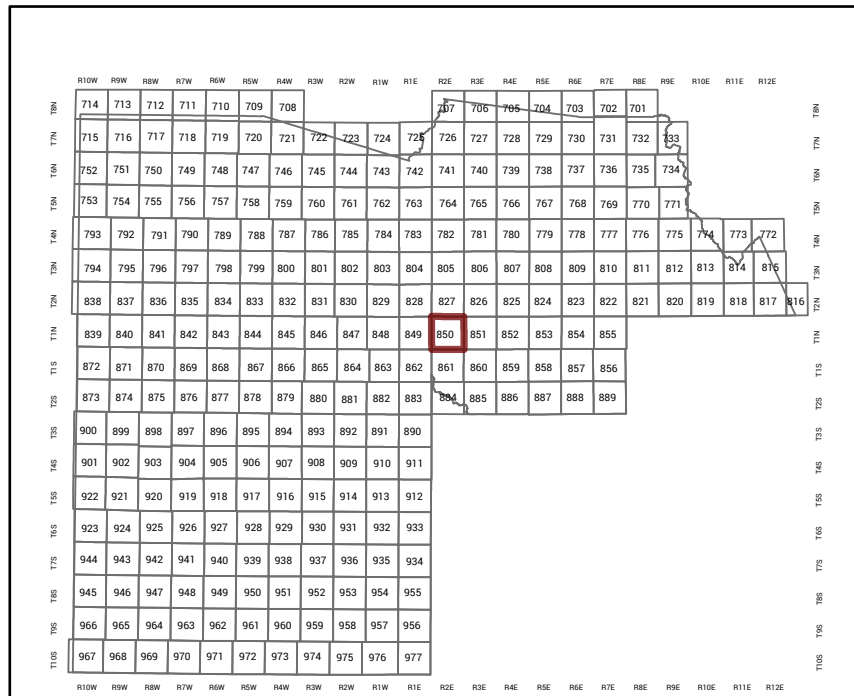 R10W R9W R8W R7W R6W R5W R4W R3W R2W R1W R1E R2E R3E R4E R5E R6E R7E R8E R9E R10E R11E R12E
T8N 714 713 712 711 710 709 708 707 706 705 704 703 702 701 T8N
T7N 715 716 717 718 719 720 721 722 723 724 725 726 727 728 729 730 731 732 733 T7N
T6N 752 751 750 749 748 747 746 745 744 743 742 741 740 739 738 737 736 735 734 T6N
T5N 753 754 755 756 757 758 759 760 761 762 763 764 765 766 767 768 769 770 771 T5N
T4N 793 792 791 790 789 788 787 786 785 784 783 782 781 780 779 778 777 776 775 774 773 772 T4N
T3N 794 795 796 797 798 799 800 801 802 803 804 805 806 807 808 809 810 811 812 813 814 815 T3N
T2N 838 837 836 835 834 833 832 831 830 829 828 827 826 825 824 823 822 821 820 819 818 817 816 T2N
T1N 839 840 841 842 843 844 845 846 847 848 849 850 851 852 853 854 855 T1N
T1S 872 871 870 869 868 867 866 865 864 863 862 861 860 859 858 857 856 T1S
T2S 873 874 875 876 877 878 879 880 881 882 883 884 885 886 887 888 889 T2S
T3S 900 899 898 897 896 895 894 893 892 891 890 T3S
T4S 901 902 903 904 905 906 907 908 909 910 911 T4S
T5S 922 921 920 919 918 917 916 915 914 913 912 T5S
T6S 923 924 925 926 927 928 929 930 931 932 933 T6S
T7S 944 943 942 941 940 939 938 937 936 935 934 T7S
T8S 945 946 947 948 949 950 951 952 953 954 955 T8S
T9S 966 965 964 963 962 961 960 959 958 957 956 T9S
T10S 967 968 969 970 971 972 973 974 975 976 977 T10S
R10W R9W R8W R7W R6W R5W R4W R3W R2W R1W R1E R2E R3E R4E R5E R6E R7E R8E R9E R10E R11E R12E